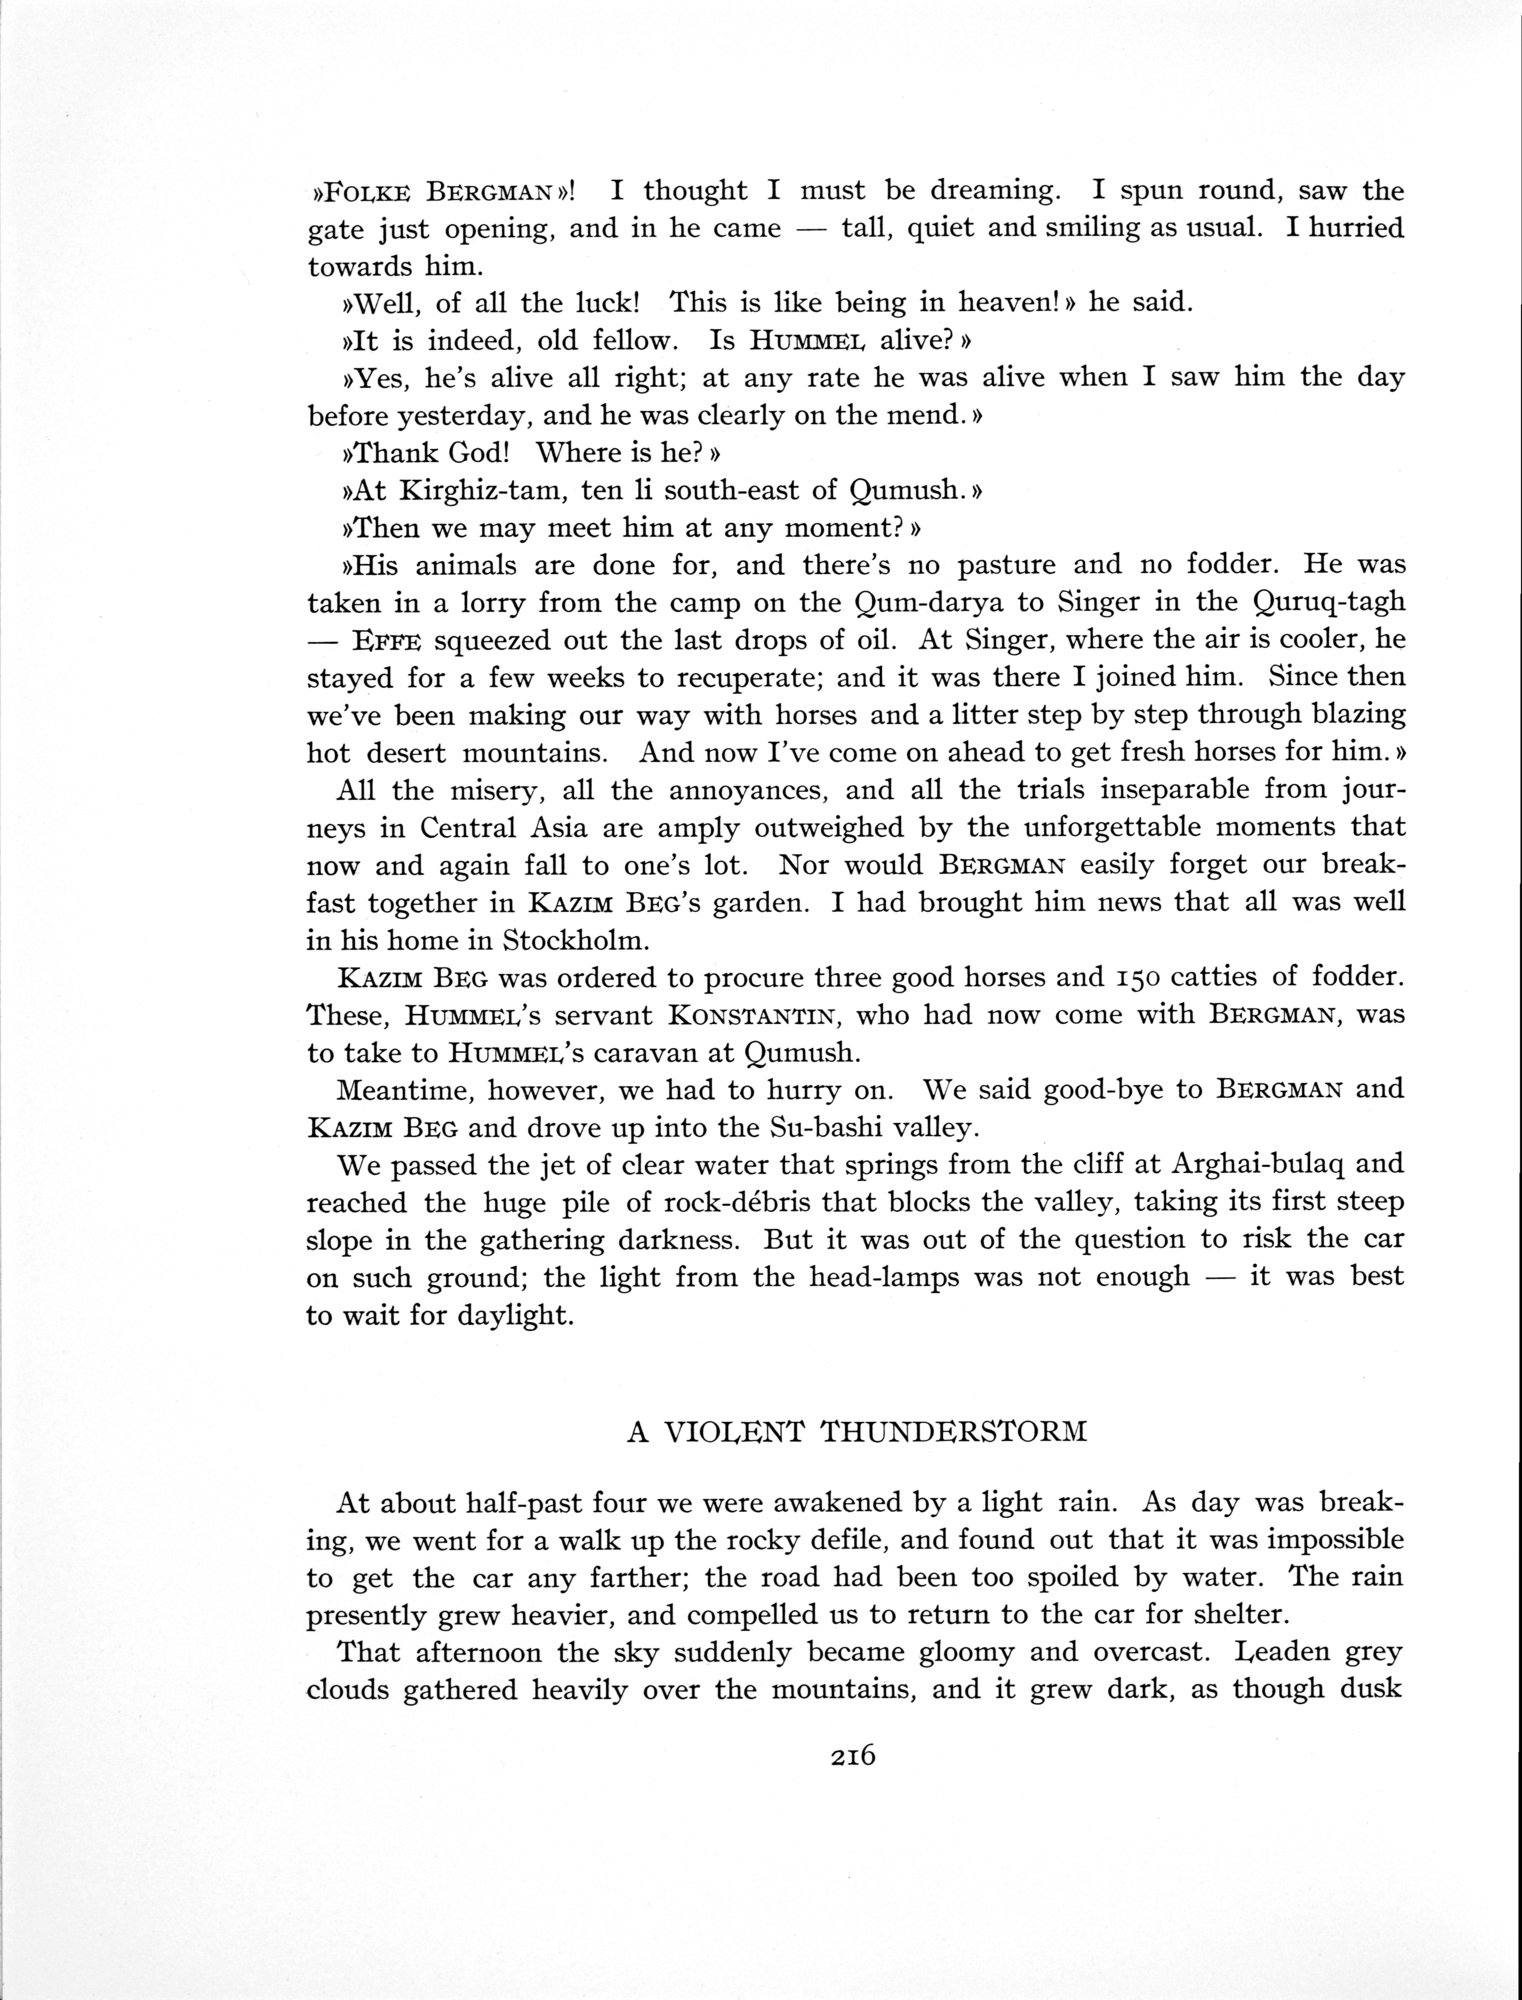 »FOLKE BERGMAN»! I thought I must be dreaming. I spun round, saw the
gate just opening, and in he came — tall, quiet and smiling as usual. I hurried
towards him.
»Well, of all the luck! This is like being in heaven!» he said.
»It is indeed, old fellow. Is HUMMEL alive?»
»Yes, he's alive all right; at any rate he was alive when I saw him the day
before yesterday, and he was clearly on the mend.»
»Thank God! Where is he?»
»At Kirghiz-tam, ten li south-east of Qumush.»
»Then we may meet him at any moment?»
»His animals are done for, and there's no pasture and no fodder. He was
taken in a lorry from the camp on the Qum-darya to Singer in the Quruq-tagh
— EFFE squeezed out the last drops of oil. At Singer, where the air is cooler, he
stayed for a few weeks to recuperate; and it was there I joined him. Since then
we've been making our way with horses and a litter step by step through blazing
hot desert mountains. And now I've come on ahead to get fresh horses for him.»
All the misery, all the annoyances, and all the trials inseparable from jour-
neys in Central Asia are amply outweighed by the unforgettable moments that
now and again fall to one's lot. Nor would BERGMAN easily forget our break-
fast together in KAZIM BEG's garden. I had brought him news that all was well
in his home in Stockholm.
KAZIM BEG was ordered to procure three good horses and 150 catties of fodder.
These, HUMMEL's servant KONSTANTIN, who had now come with BERGMAN, was
to take to HUMMEL's caravan at Qumush.
Meantime, however, we had to hurry on. We said good-bye to BERGMAN and
KAZIM BEG and drove up into the Su-bashi valley.
We passed the jet of clear water that springs from the cliff at Arghai-bulaq and
reached the huge pile of rock-débris that blocks the valley, taking its first steep
slope in the gathering darkness. But it was out of the question to risk the car
on such ground; the light from the head-lamps was not enough — it was best
to wait for daylight.
A VIOLENT THUNDERSTORM
At about half-past four we were awakened by a light rain. As day was break-
ing, we went for a walk up the rocky defile, and found out that it was impossible
to get the car any farther; the road had been too spoiled by water. The rain
presently grew heavier, and compelled us to return to the car for shelter.
That afternoon the sky suddenly became gloomy and overcast. Leaden grey
clouds gathered heavily over the mountains, and it grew dark, as though dusk
216